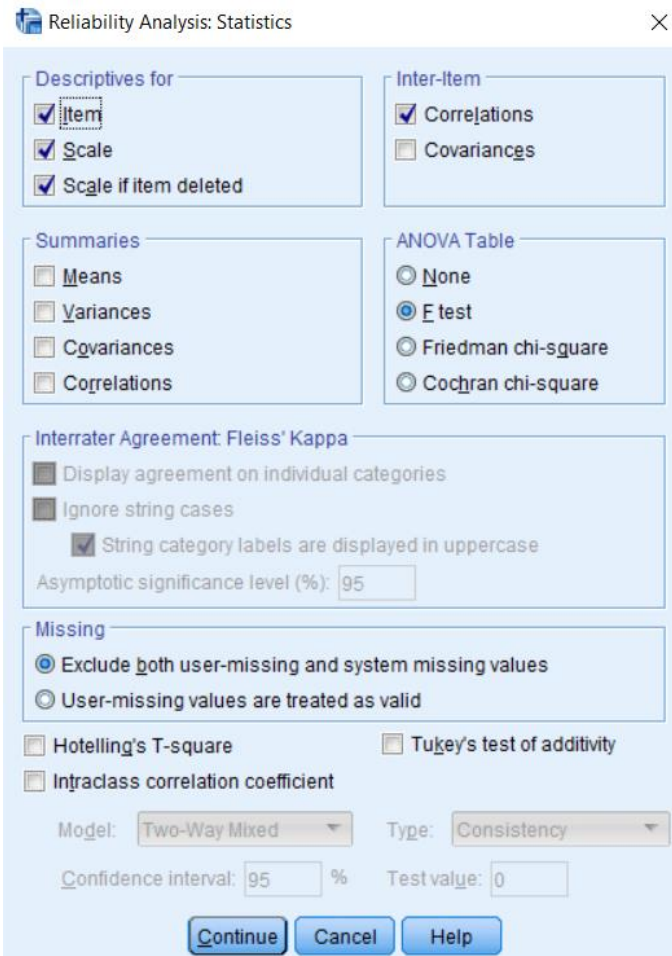 Reliability Analysis: Statistics
Descriptives for
Item
Scale
Scale if item deleted
Inter-Item
Correlations
Covariances
Summaries
Means
Variances
Covariances
Correlations
ANOVA Table
None
F test
Friedman chi-square
Cochran chi-square
Interrater Agreement: Fleiss' Kappa
Display agreement on individual categories
Ignore string cases
String category labels are displayed in uppercase
Asymptotic significance level (%): 95
Missing
Exclude both user-missing and system missing values
User-missing values are treated as valid
Hotelling's T-square Tukey's test of additivity
Intraclass correlation coefficient
Model: Two-Way Mixed Type: Consistency
Confidence interval: 95 % Test value: 0
Continue Cancel Help